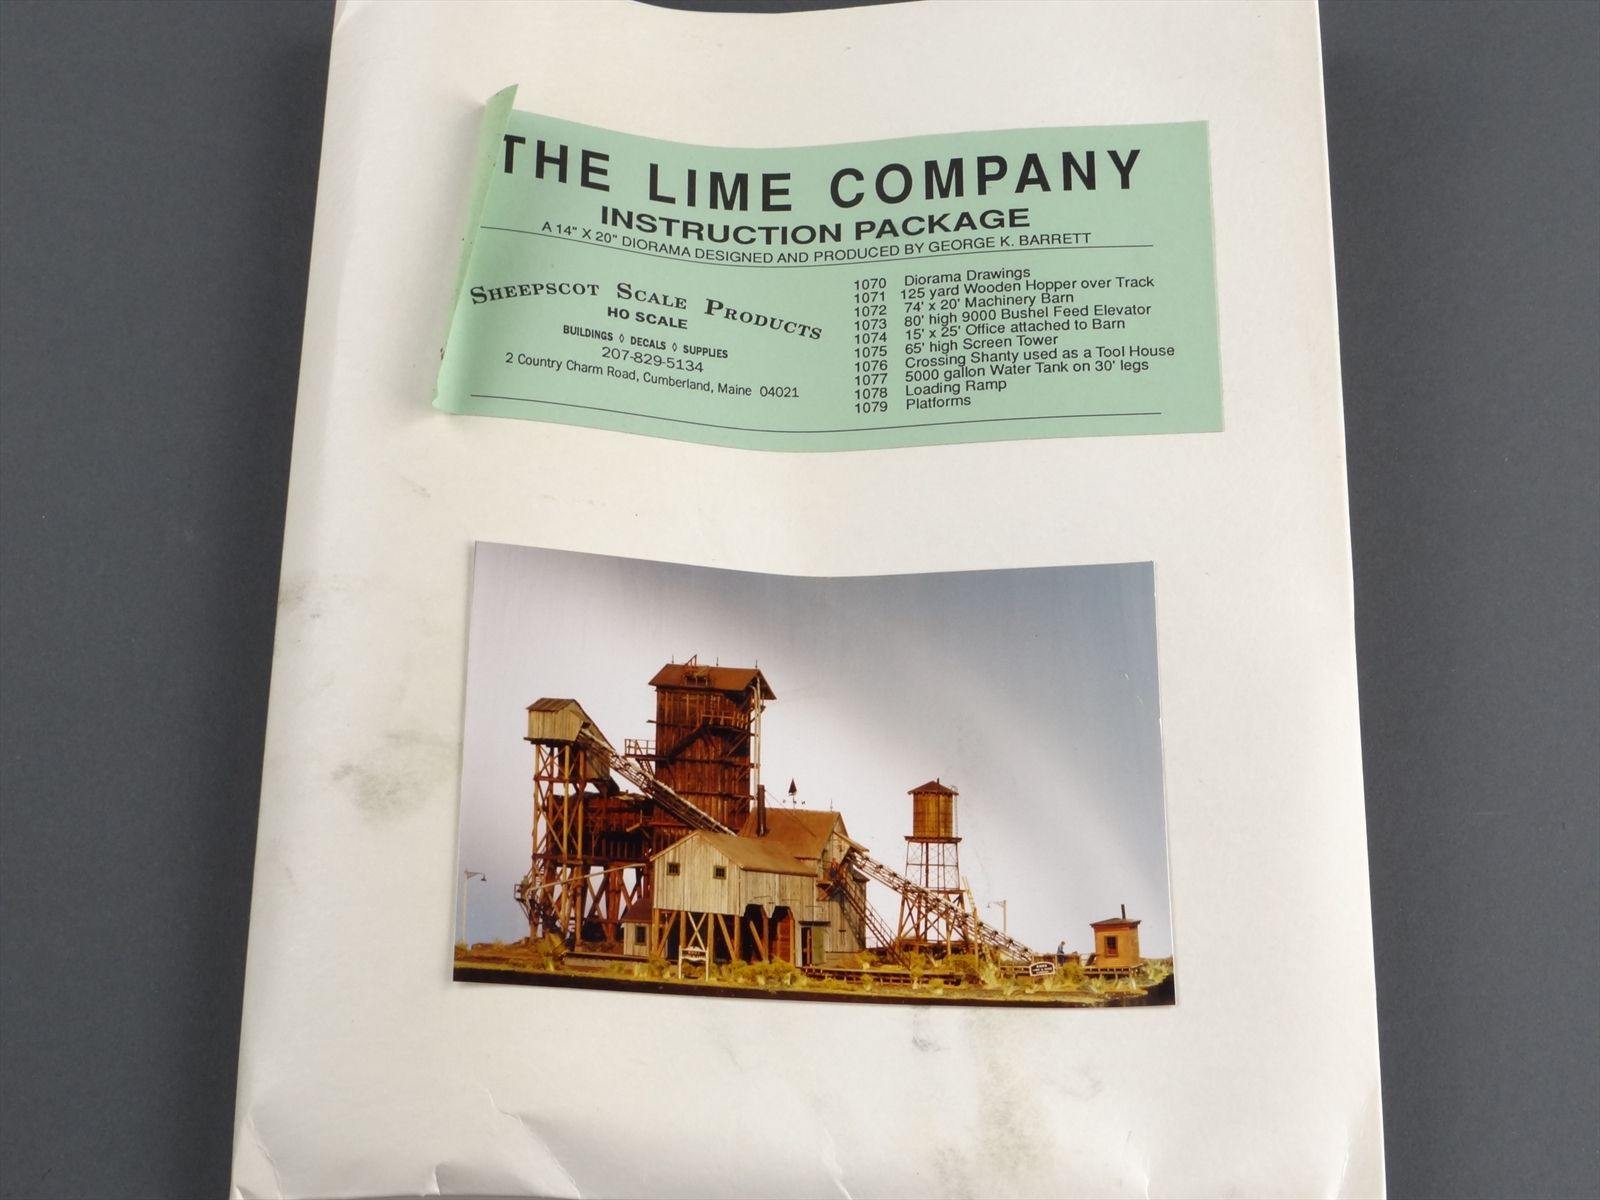 THE LIME COMPANY
INSTRUCTION PACKAGE
A 14" X 20" DIORAMA DESIGNED AND PRODUCED BY GEORGE K. BARRETT
SHEEPSCOT SCALE PRODUCTS
HO SCALE
BUILDINGS ◊ DECALS ◊ SUPPLIES
207-829-5134
2 Country Charm Road, Cumberland, Maine 04021
1070 Diorama Drawings
1071 125 yard Wooden Hopper over Track
1072 74' x 20' Machinery Barn
1073 80' high 9000 Bushel Feed Elevator
1074 15' x 25' Office attached to Barn
1075 65' high Screen Tower
1076 Crossing Shanty used as a Tool House
1077 5000 gallon Water Tank on 30' legs
1078 Loading Ramp
1079 Platforms